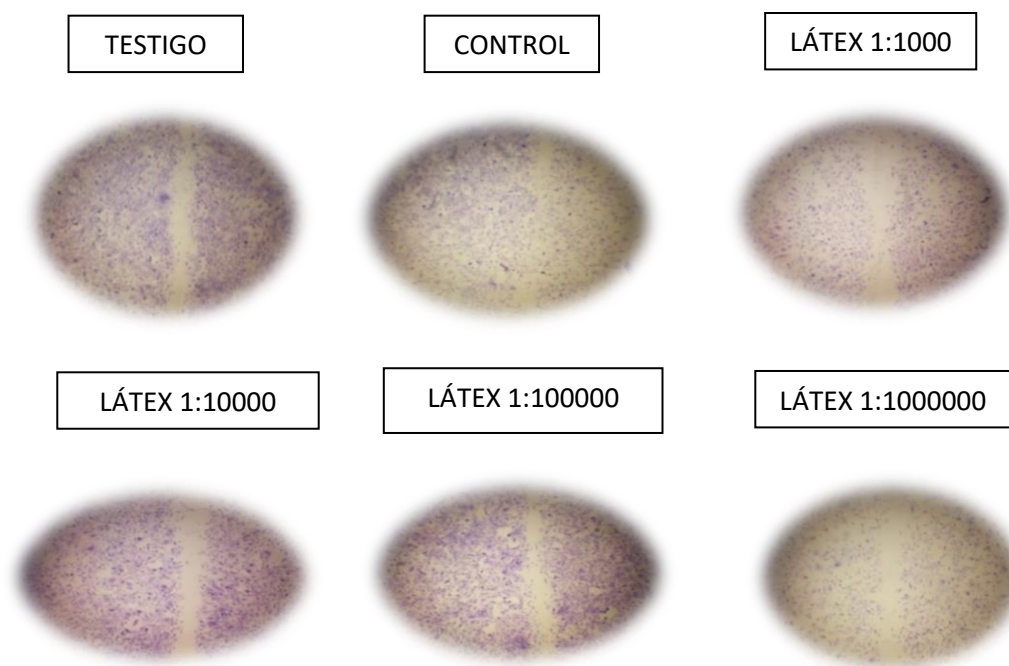 TESTIGO
CONTROL
LÁTEX 1:1000
LÁTEX 1:10000
LÁTEX 1:100000
LÁTEX 1:1000000